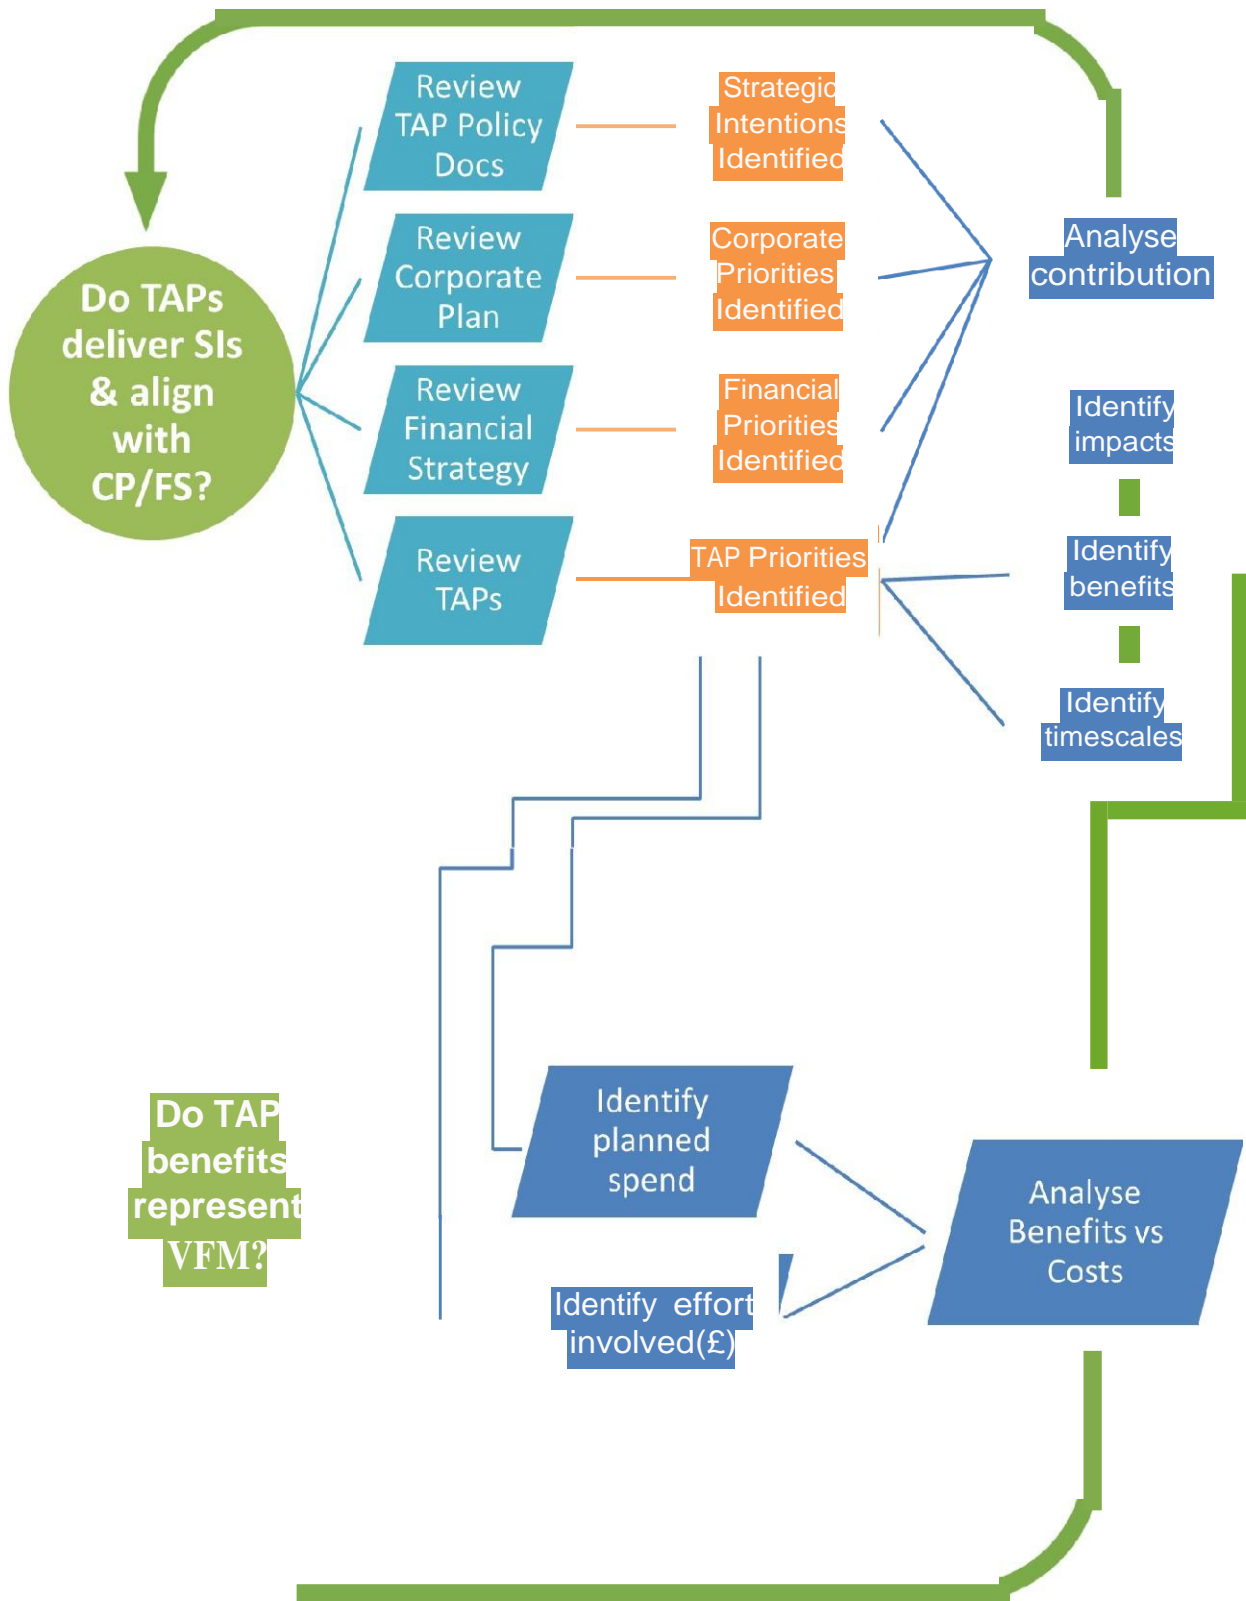 Do TAPs
deliver SIs
& align
with
CP/FS?
Review
TAP Policy
Docs
Strategic
Intentions
Identified
Analyse
contribution
Review
Corporate
Plan
Corporate
Priorities
Identified
Review
Financial
Strategy
Financial
Priorities
Identified
Identify
impacts
Review
TAPs
TAP Priorities
Identified
Identify
benefits
Identify
timescales
Do TAP
benefits
represent
VFM?
Identify
planned
spend
Identify effort
involved(£)
Analyse
Benefits vs
Costs